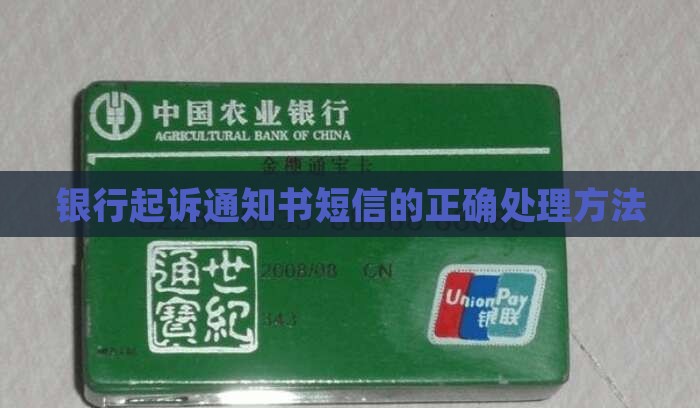 中国农业银行
AGRICULTURAL BANK OF CHINA
金穗通宝卡
银行起诉通知书短信的正确处理方法
2008/08 CN
世紀
通寶
343
UnionPay
银联